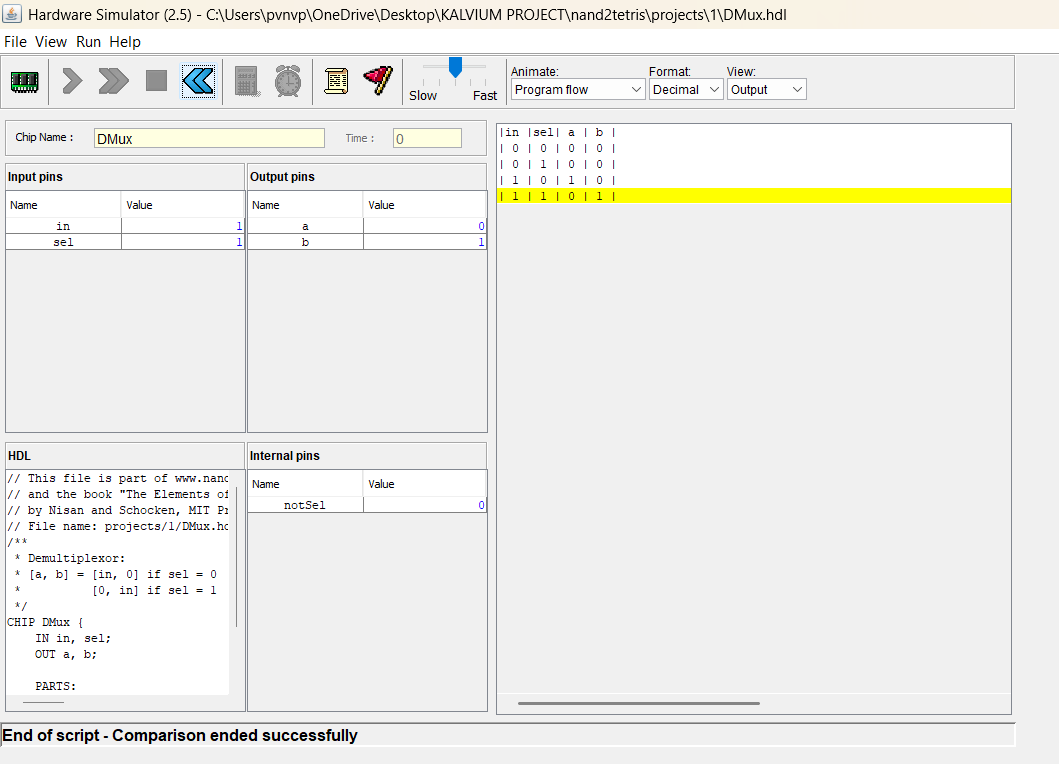 Hardware Simulator (2.5) - C:\Users\pvnvp\OneDrive\Desktop\KALVIUM PROJECT\nand2tetris\projects\1\DMux.hdl
File View Run Help
Slow Fast
Animate: Format: View:
Program flow Decimal Output
Chip Name : DMux Time : 0
Input pins
Name Value
in 1
sel 1
Output pins
Name Value
a 0
b 1
|in |sel| a | b |
| 0 | 0 | 0 | 0 |
| 0 | 1 | 0 | 0 |
| 1 | 0 | 1 | 0 |
| 1 | 1 | 0 | 1 |
HDL
// This file is part of www.nand
// and the book "The Elements of
// by Nisan and Schocken, MIT Pr
// File name: projects/1/DMux.hd
/**
 * Demultiplexor:
 * [a, b] = [in, 0] if sel = 0
 *          [0, in] if sel = 1
 */
CHIP DMux {
    IN in, sel;
    OUT a, b;
    PARTS:
Internal pins
Name Value
notSel 0
End of script - Comparison ended successfully